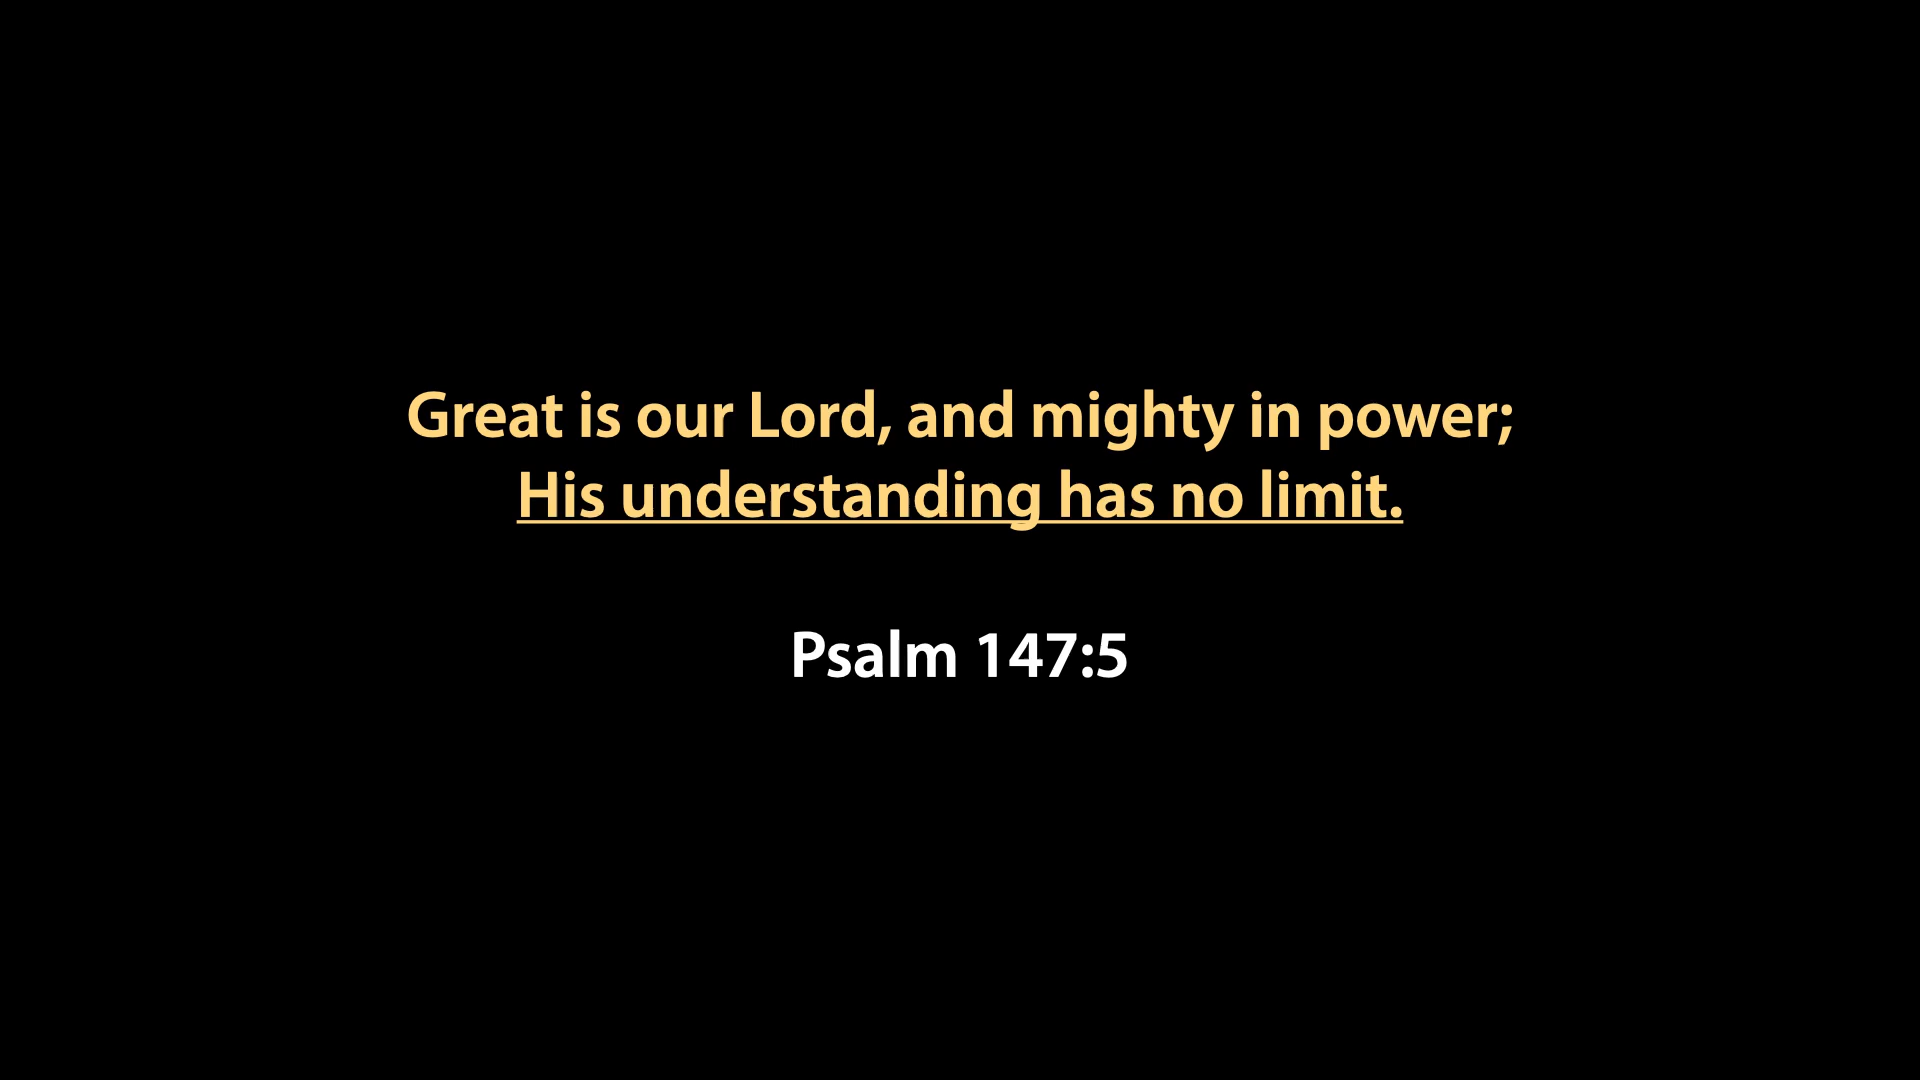 Great is our Lord, and mighty in power;
His understanding has no limit.
Psalm 147:5